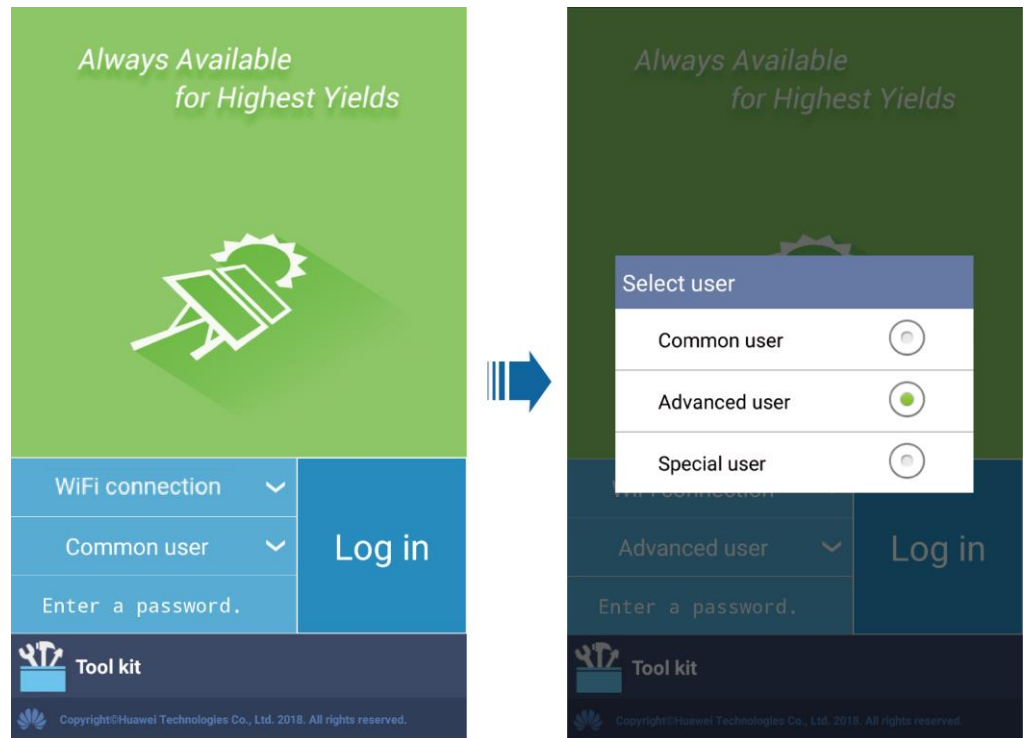 Always Available
for Highest Yields
WiFi connection
Common user
Enter a password.
Log in
Tool kit
Copyright©Huawei Technologies Co., Ltd. 2018. All rights reserved.
Always Available
for Highest Yields
Select user
Common user
Advanced user
Special user
WiFi connection
Advanced user
Enter a password.
Log in
Tool kit
Copyright©Huawei Technologies Co., Ltd. 2018. All rights reserved.